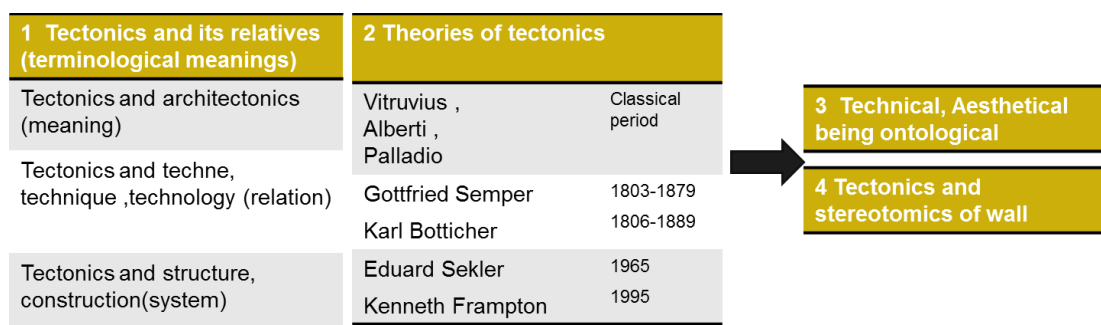 1  Tectonics and its relatives
(terminological meanings)
Tectonics and architectonics
(meaning)
Tectonics and techne,
technique ,technology (relation)
Tectonics and structure,
construction(system)
2 Theories of tectonics
Vitruvius ,
Alberti ,
Palladio
Classical
period
Gottfried Semper
1803-1879
Karl Botticher
1806-1889
Eduard Sekler
1965
Kenneth Frampton
1995
3  Technical, Aesthetical
being ontological
4 Tectonics and
stereotomics of wall